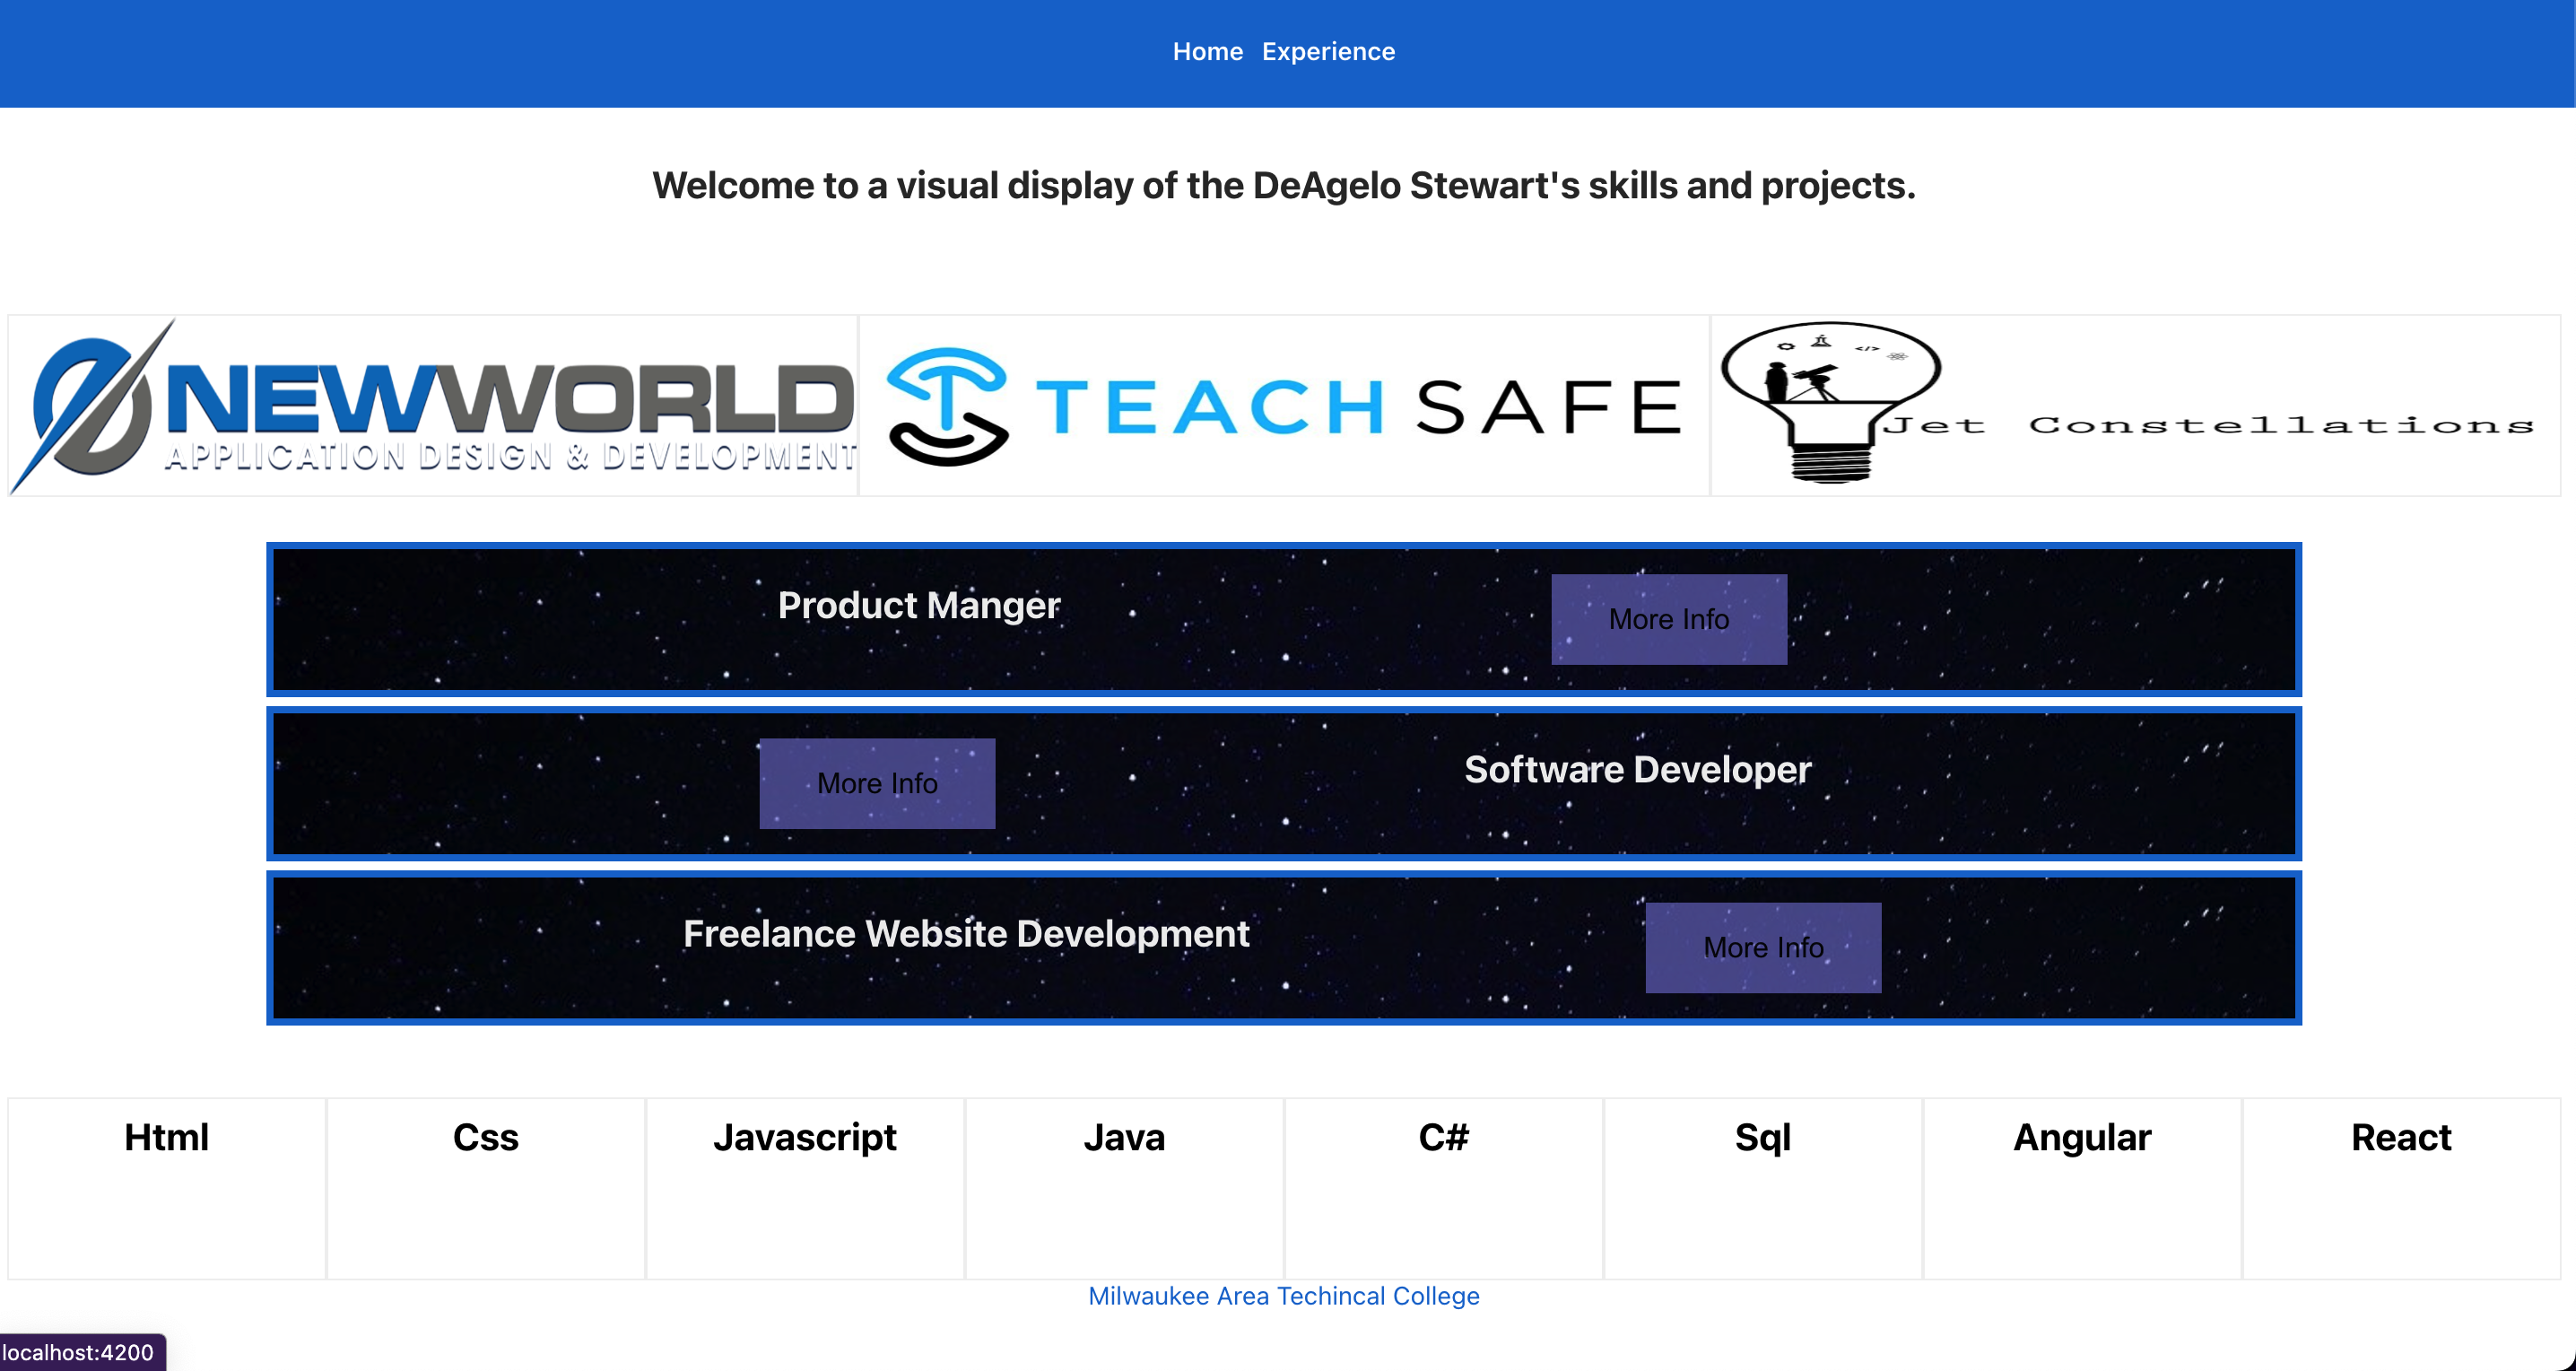 Home Experience
Welcome to a visual display of the DeAgelo Stewart's skills and projects.
NEWWORLD
APPLICATION DESIGN & DEVELOPMENT
TEACHSAFE
</>
Jet Constellations
Product Manger
More Info
More Info
Software Developer
Freelance Website Development
More Info
Html
Css
Javascript
Java
C#
Sql
Angular
React
Milwaukee Area Techincal College
localhost:4200